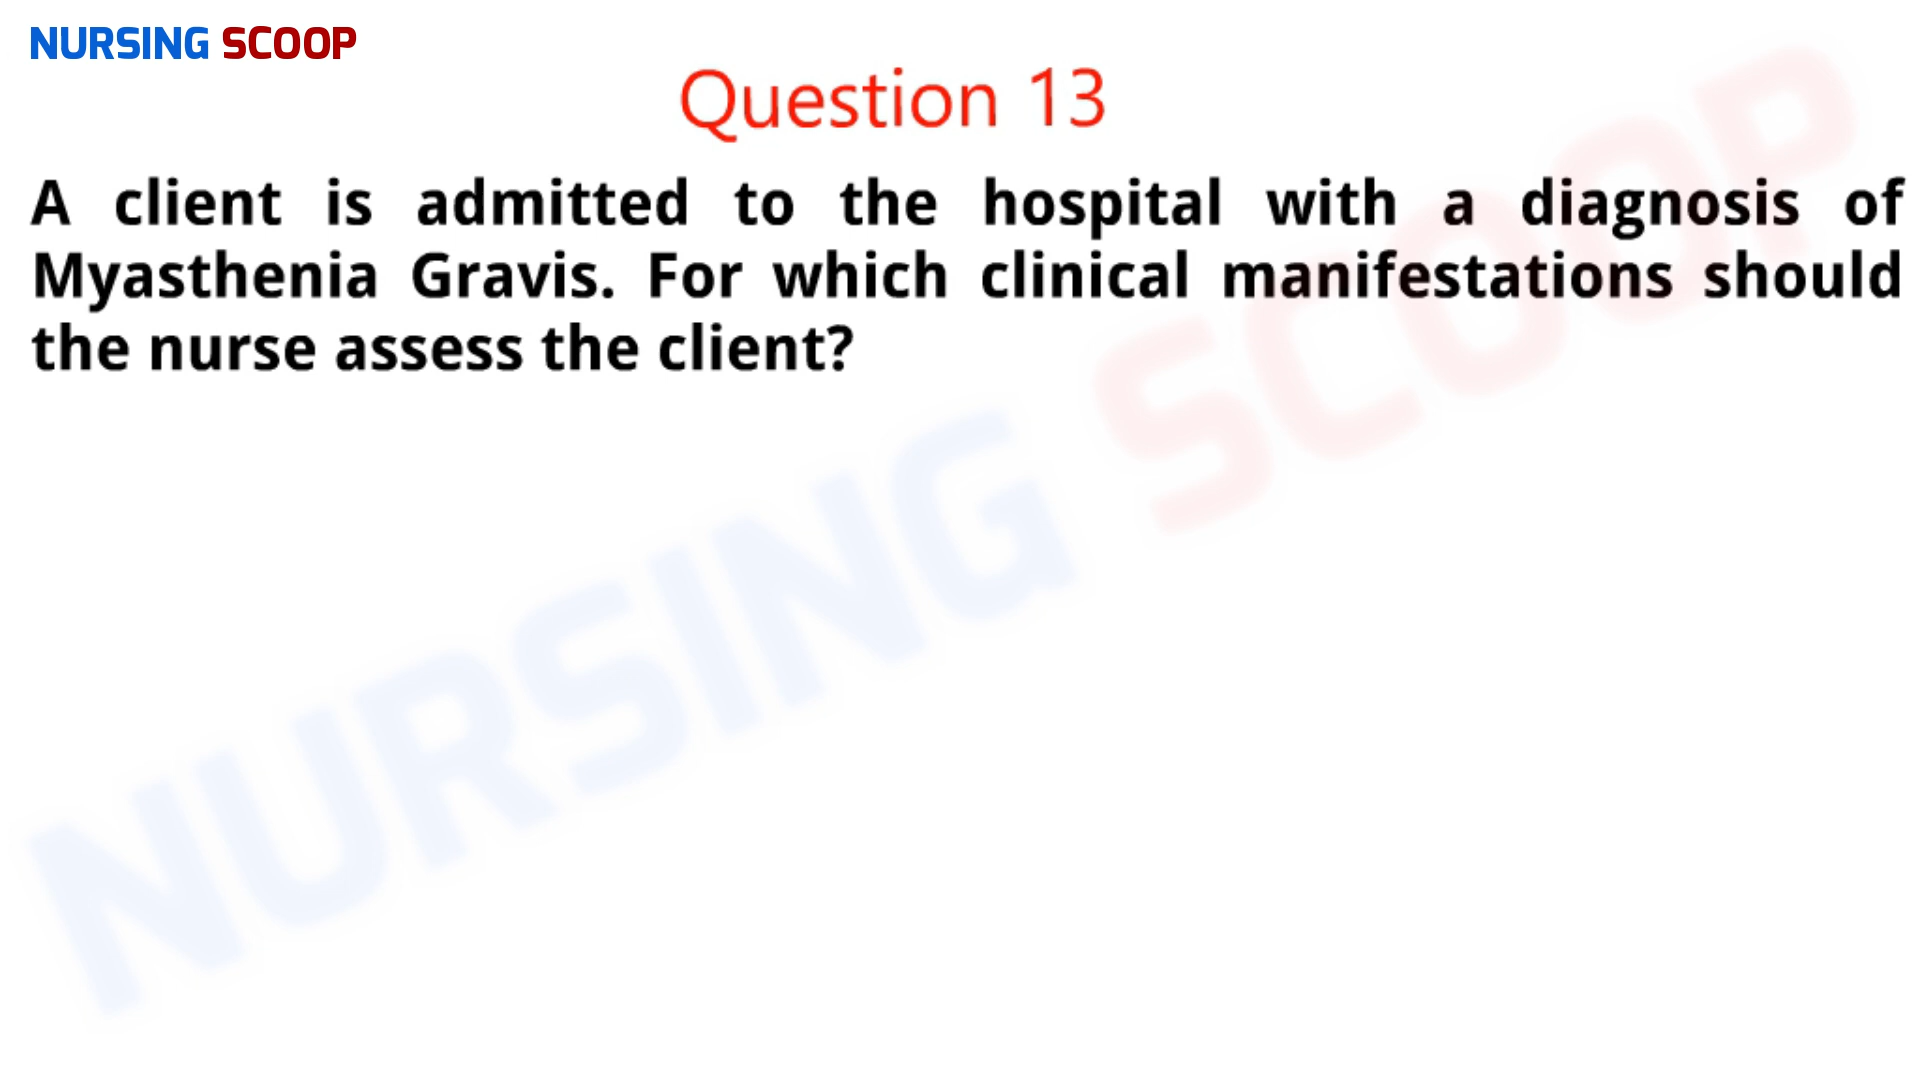 NURSING SCOOP
Question 13
A client is admitted to the hospital with a diagnosis of
Myasthenia Gravis. For which clinical manifestations should
the nurse assess the client?
NURSING SCOOP